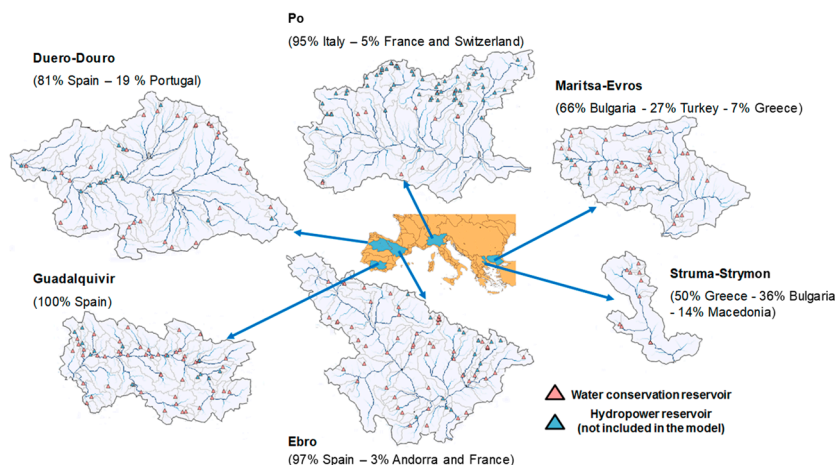 Po
(95% Italy – 5% France and Switzerland)
Duero-Douro
(81% Spain – 19 % Portugal)
Maritsa-Evros
(66% Bulgaria - 27% Turkey - 7% Greece)
Guadalquivir
(100% Spain)
Struma-Strymon
(50% Greece - 36% Bulgaria
- 14% Macedonia)
Water conservation reservoir
Hydropower reservoir
(not included in the model)
Ebro
(97% Spain – 3% Andorra and France)